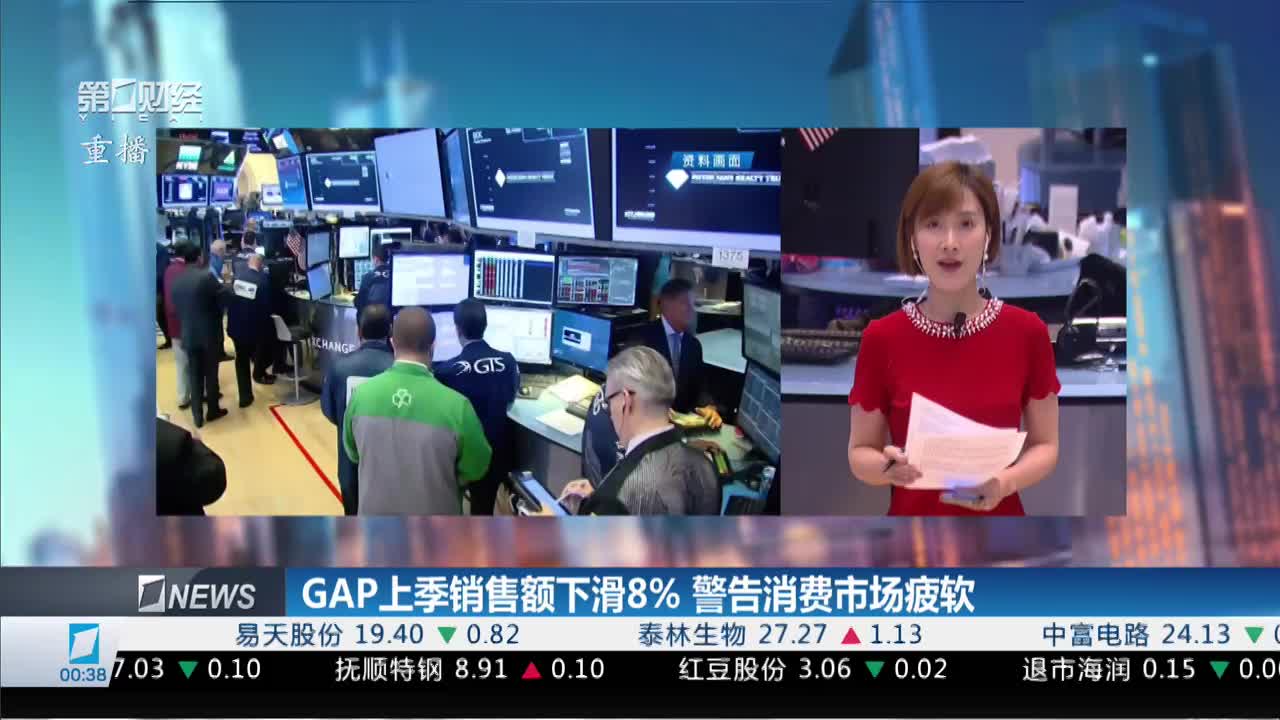 第一财经
YICAI
重播
资料画面
1375
XCHANGE
GTS
NEWS
GAP上季销售额下滑8% 警告消费市场疲软
易天股份 19.40 ▼ 0.82 泰林生物 27.27 ▲ 1.13 中富电路 24.13 ▼
00:38
7.03 ▼ 0.10 抚顺特钢 8.91 ▲ 0.10 红豆股份 3.06 ▼ 0.02 退市海润 0.15 ▼ 0.00